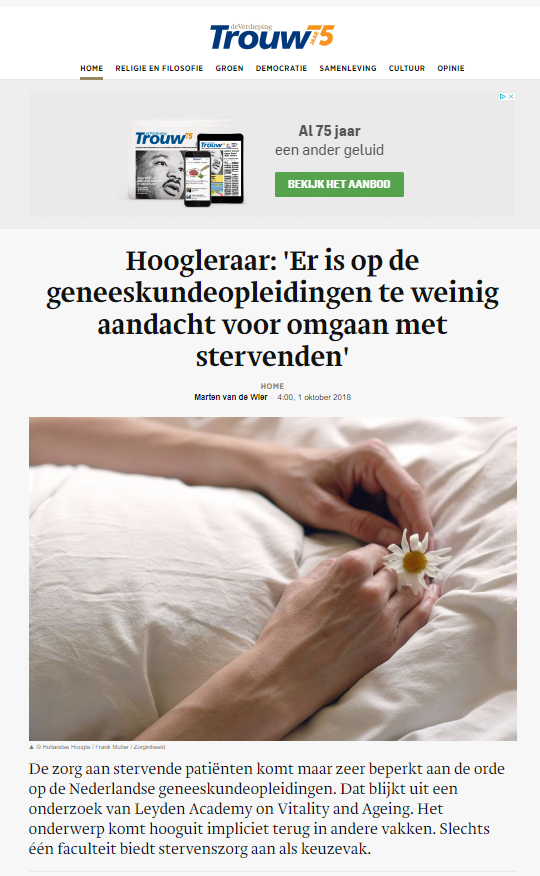 deVerdieping
Trouw 75 JAAR
HOME RELIGIE EN FILOSOFIE GROEN DEMOCRATIE SAMENLEVING CULTUUR OPINIE
Trouw 75
Trouw
Al 75 jaar
een ander geluid
BEKIJK HET AANBOD
Hoogleraar: 'Er is op de
geneeskundeopleidingen te weinig
aandacht voor omgaan met
stervenden'
HOME
Marten van de Wier – 4:00, 1 oktober 2018
▲ © Hollandse Hoogte / Frank Muller / Zorginbeeld
De zorg aan stervende patiënten komt maar zeer beperkt aan de orde
op de Nederlandse geneeskundeopleidingen. Dat blijkt uit een
onderzoek van Leyden Academy on Vitality and Ageing. Het
onderwerp komt hooguit impliciet terug in andere vakken. Slechts
één faculteit biedt stervenszorg aan als keuzevak.